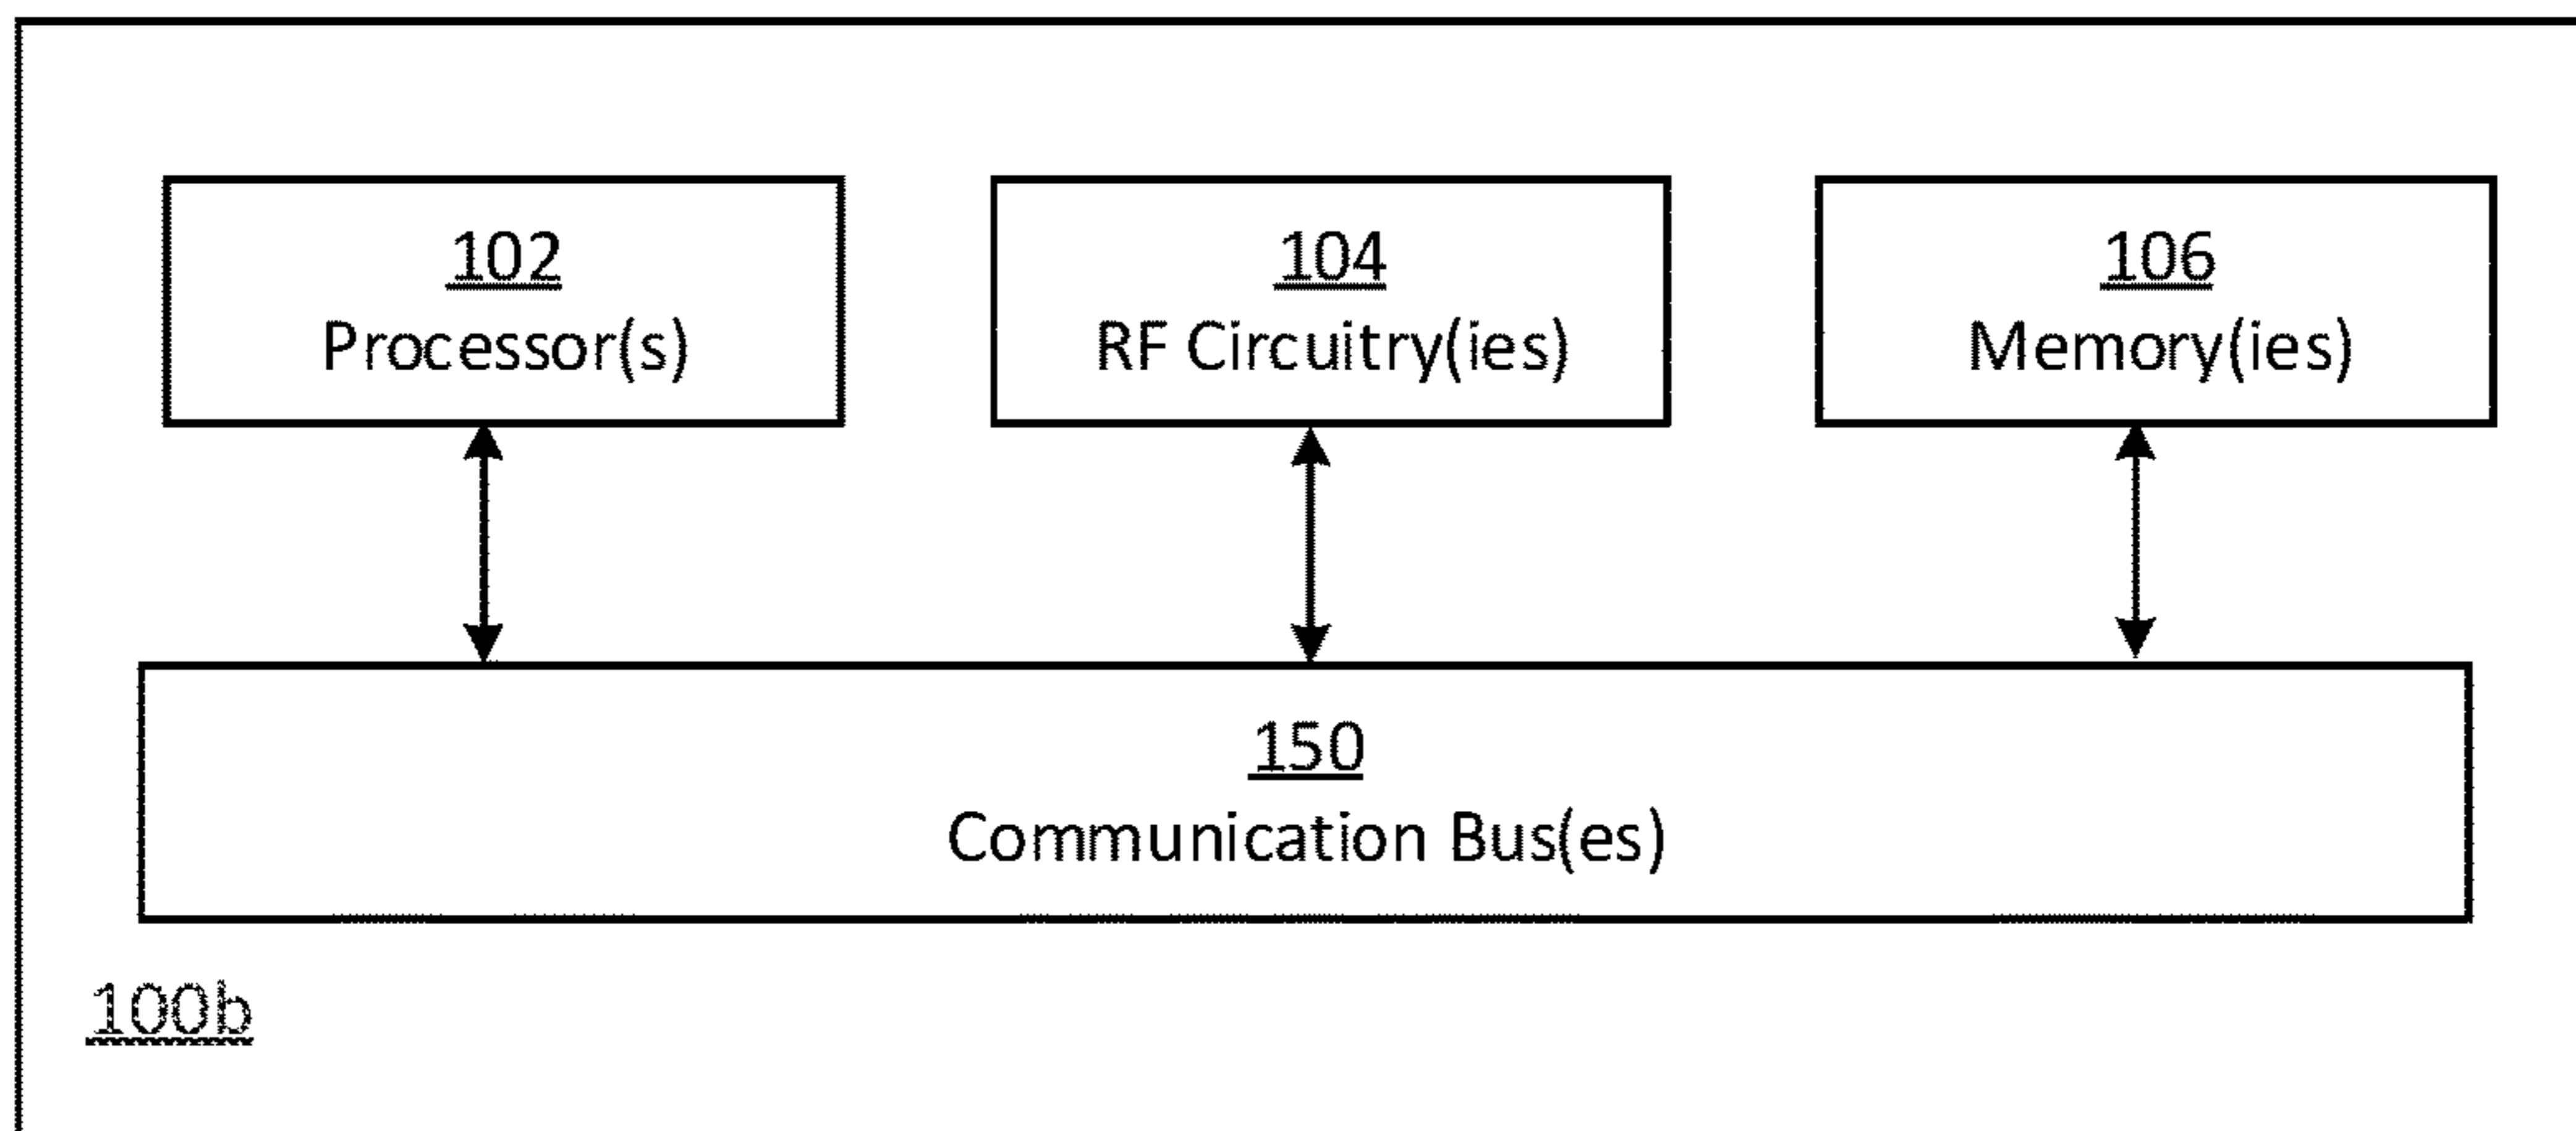 102
Processor(s)
104
RF Circuitry(ies)
106
Memory(ies)
150
Communication Bus(es)
100b